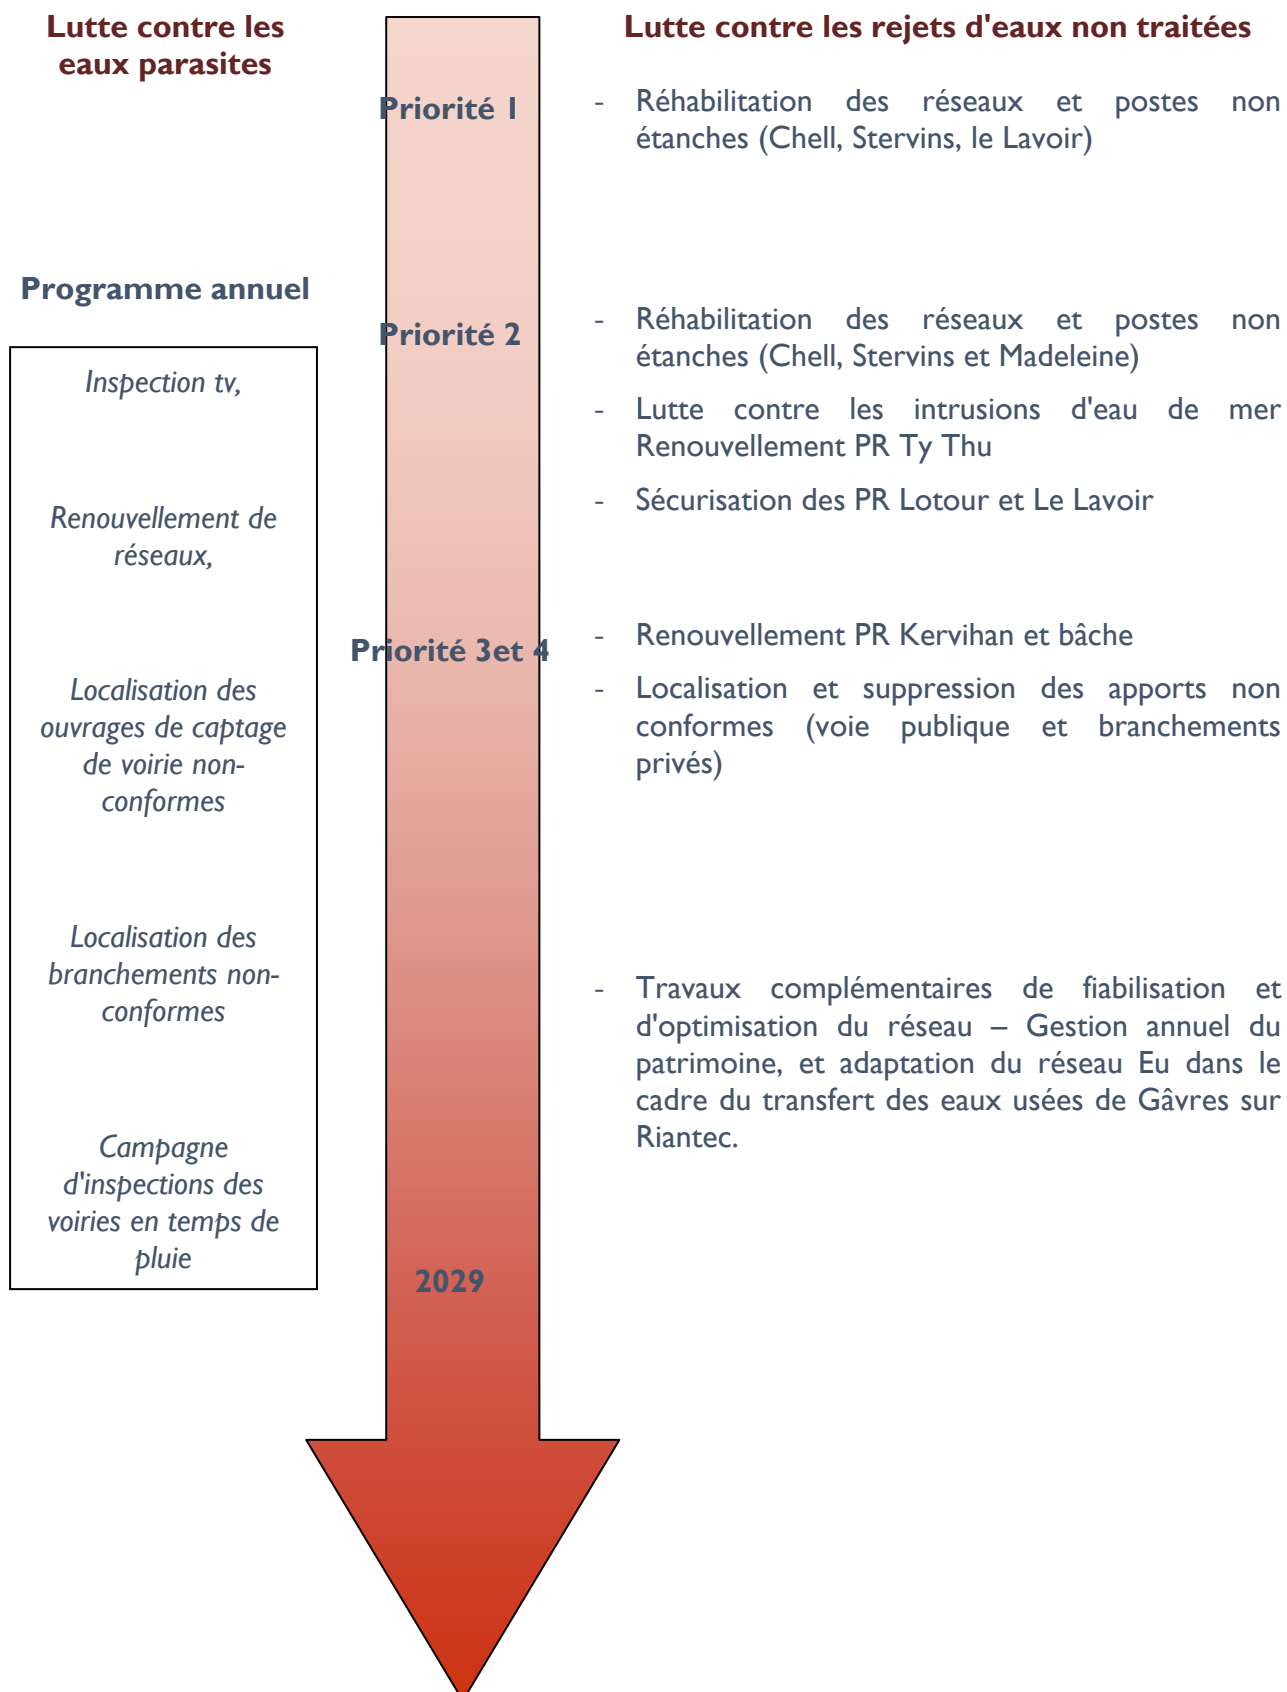 Lutte contre les
eaux parasites
Programme annuel
Inspection tv,
Renouvellement de
réseaux,
Localisation des
ouvrages de captage
de voirie non-
conformes
Localisation des
branchements non-
conformes
Campagne
d'inspections des
voiries en temps de
pluie
Priorité 1
Priorité 2
Priorité 3et 4
2029
Lutte contre les rejets d'eaux non traitées
- Réhabilitation des réseaux et postes non
étanches (Chell, Stervins, le Lavoir)
- Réhabilitation des réseaux et postes non
étanches (Chell, Stervins et Madeleine)
- Lutte contre les intrusions d'eau de mer
Renouvellement PR Ty Thu
- Sécurisation des PR Lotour et Le Lavoir
- Renouvellement PR Kervihan et bâche
- Localisation et suppression des apports non
conformes (voie publique et branchements
privés)
- Travaux complémentaires de fiabilisation et
d'optimisation du réseau – Gestion annuel du
patrimoine, et adaptation du réseau Eu dans le
cadre du transfert des eaux usées de Gâvres sur
Riantec.